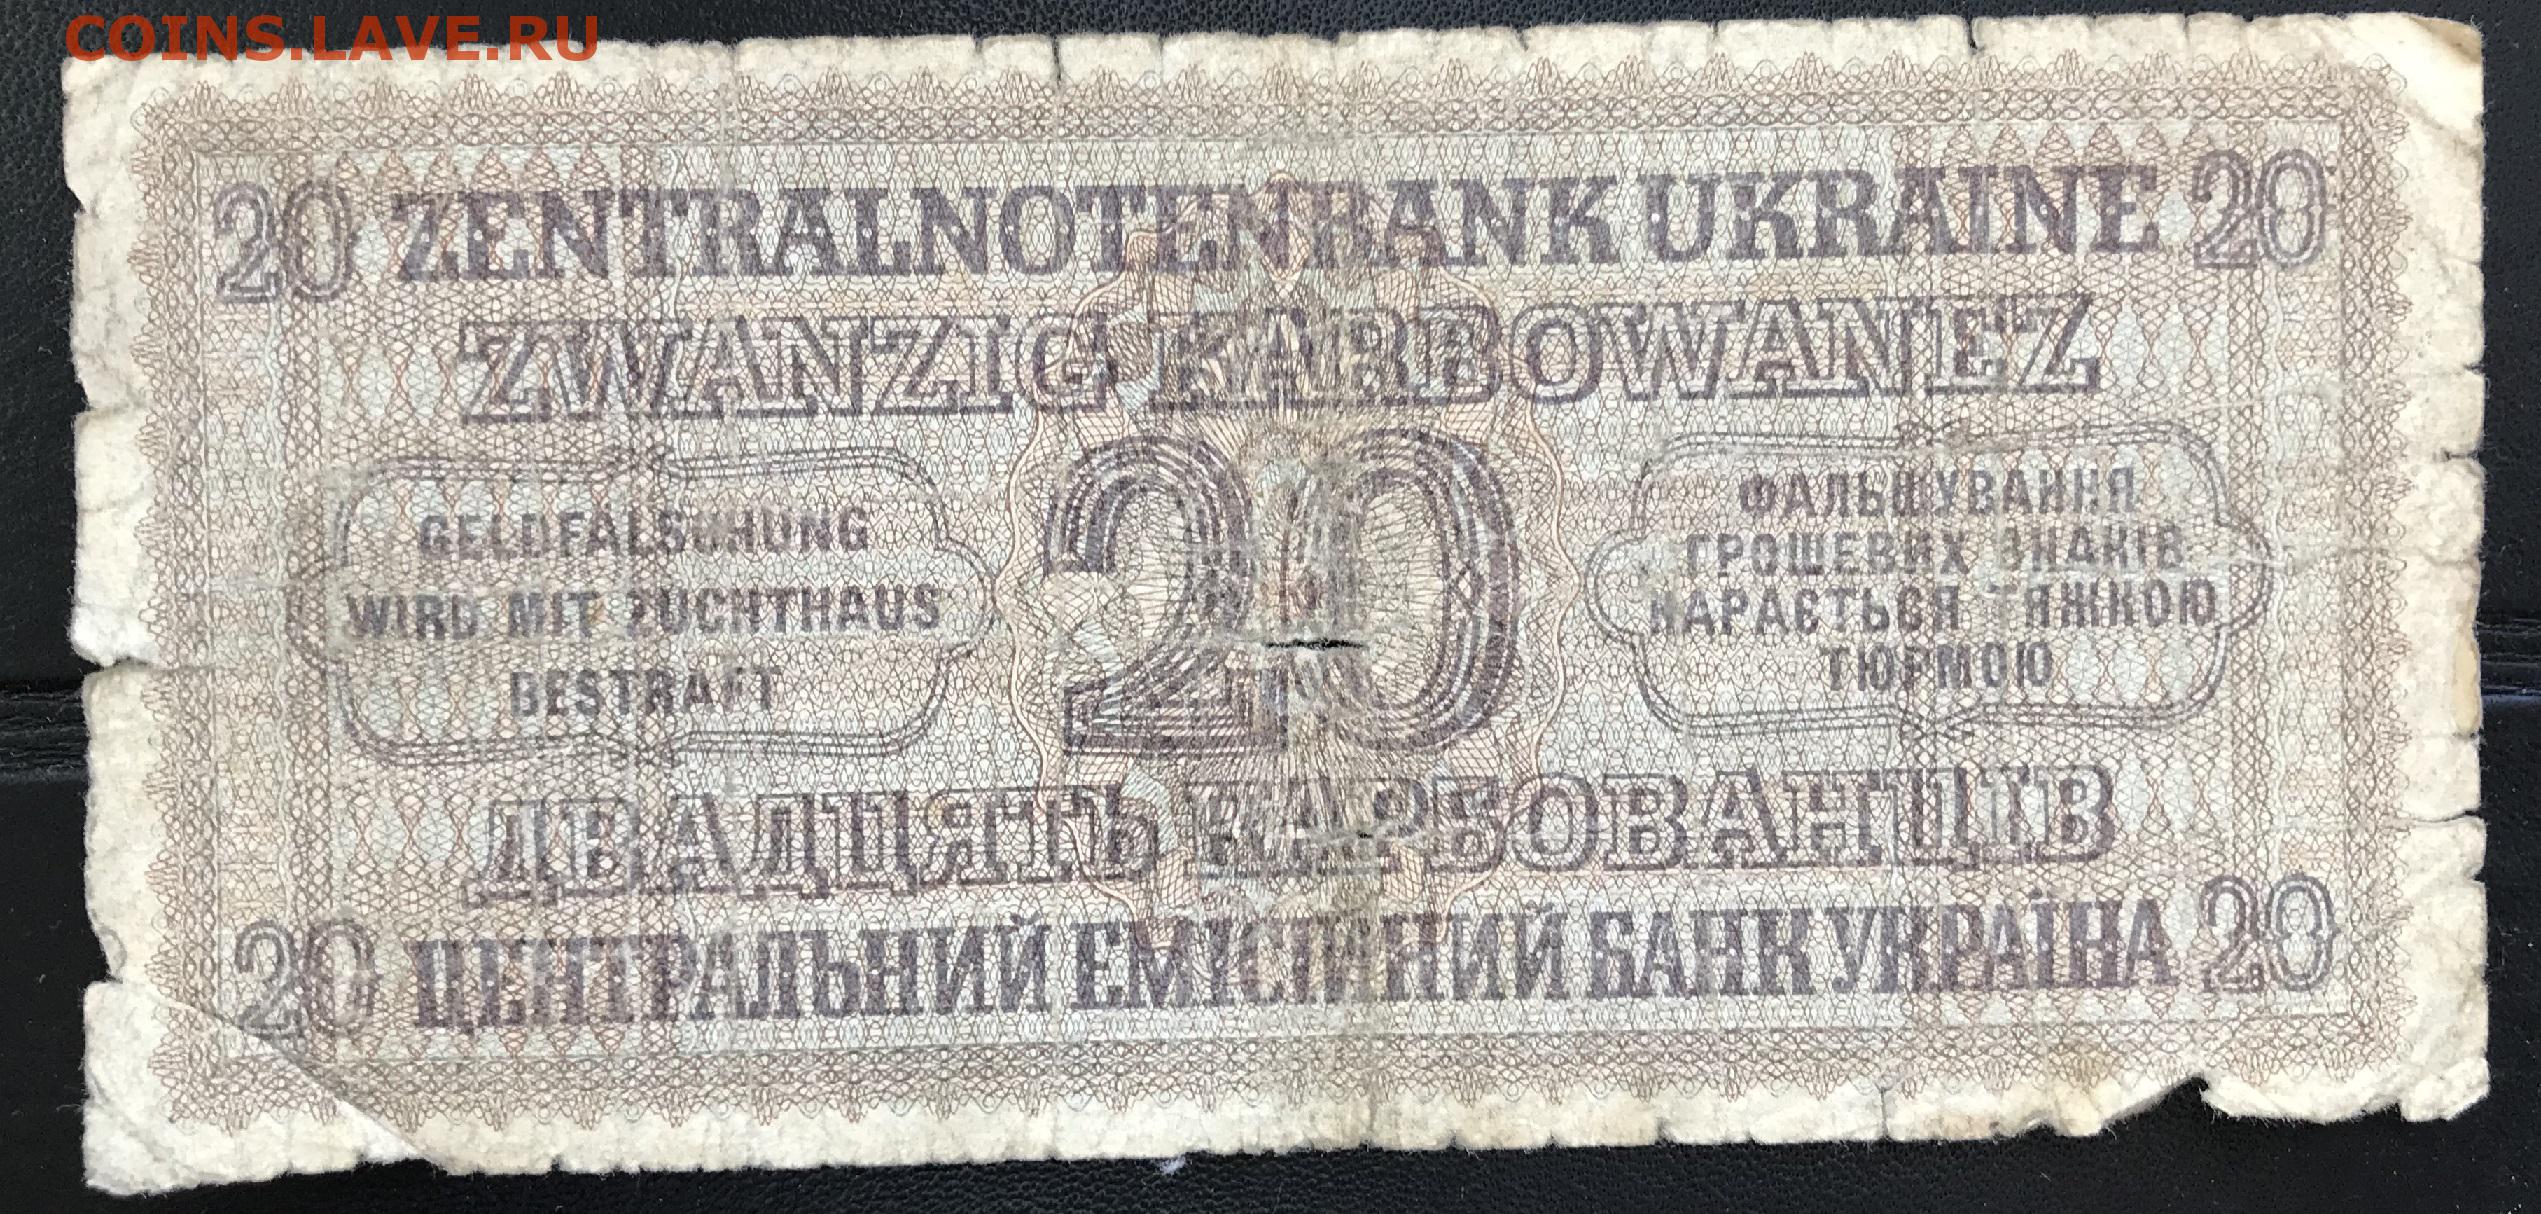 COINS.LAVE.RU
20 ZENTRALNOTENBANK UKRAINE 20
ZWANZIG KARBOWANEZ
GELDFÄLSCHUNG
WIRD MIT ZUCHTHAUS
BESTRAFT
20
ФАЛЬШУВАННЯ
ГРОШЕВИХ ЗНАКІВ
КАРАЄТЬСЯ ТЯЖКОЮ
ТЮРМОЮ
ДВАДЦЯТЬ КАРБОВАНЦІВ
20 ЦЕНТРАЛЬНИЙ ЕМІСІЙНИЙ БАНК УКРАЇНА 20